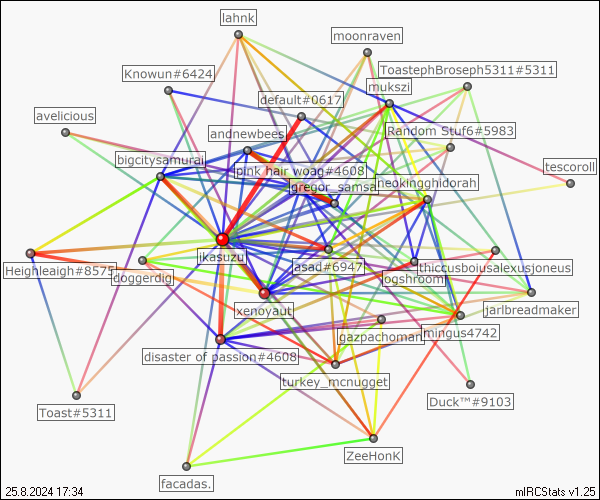 lahnk
moonraven
ToastephBroseph5311#5311
Knowun#6424
mukszi
default#0617
avelicious
Random_Stuf6#5983
andnewbees
bigcitysamurai
pink hair woag#4608
tescoroll
gregor_samsa
neokingghidorah
ikasuzu
asad#6947
thiccusboiusalexusjoneus
Heighleaigh#8575
doggerdig
ogshroom
xenoyaut
jarlbreadmaker
gazpachoman
mingus4742
disaster of passion#4608
turkey_mcnugget
Toast#5311
Duck™#9103
ZeeHonK
facadas.
25.8.2024 17:34
mIRCStats v1.25